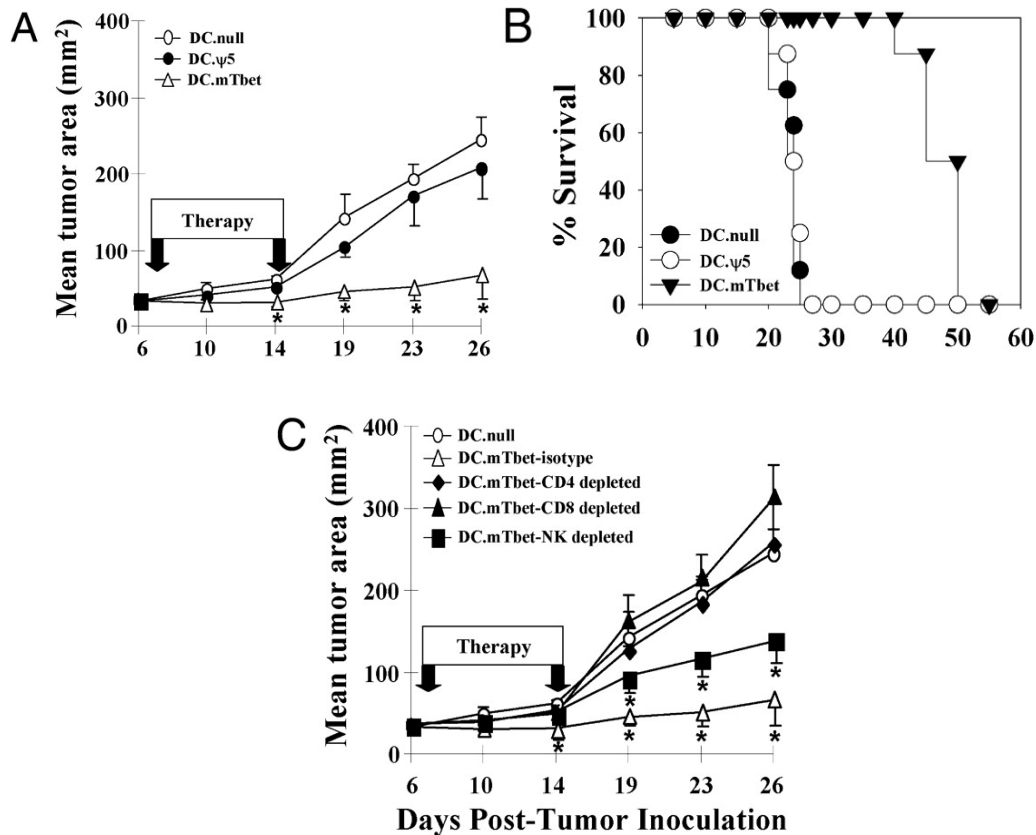 A
Mean tumor area (mm²)
400
300
200
100
0
DC.null
DC.ψ5
DC.mTbet
Therapy
* * * *
6 10 14 19 23 26
B
% Survival
100
80
60
40
20
0
DC.null
DC.ψ5
DC.mTbet
0 10 20 30 40 50 60
C
Mean tumor area (mm²)
400
300
200
100
0
DC.null
DC.mTbet-isotype
DC.mTbet-CD4 depleted
DC.mTbet-CD8 depleted
DC.mTbet-NK depleted
Therapy
* * *
* * * *
6 10 14 19 23 26
Days Post-Tumor Inoculation